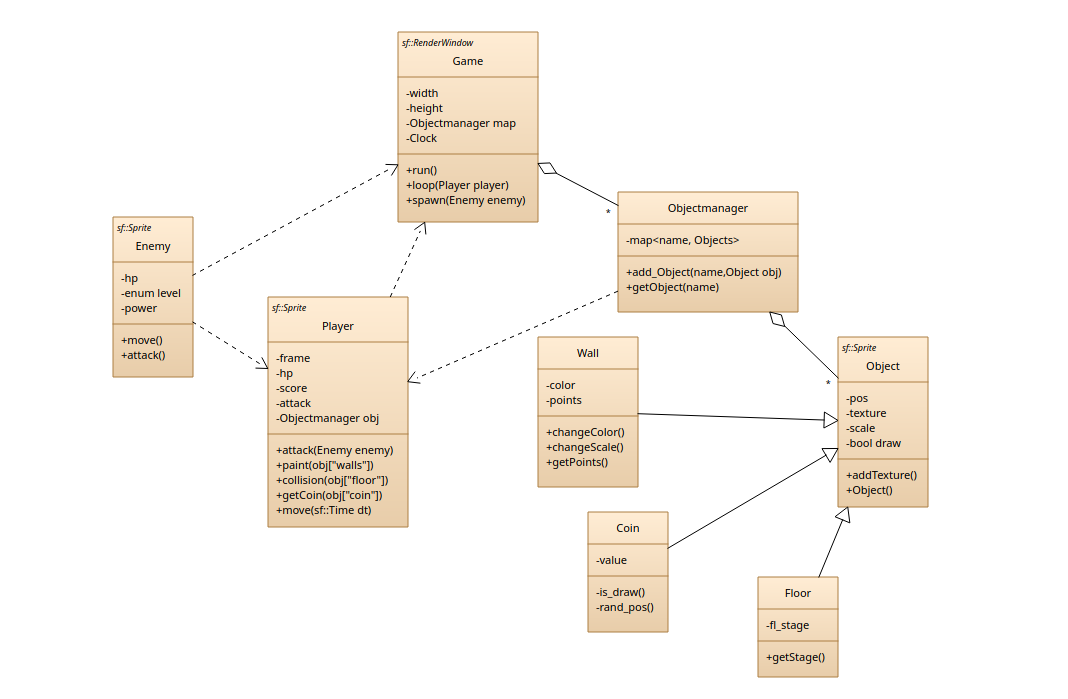 sf::RenderWindow
Game
-width
-height
-Objectmanager map
-Clock
+run()
+loop(Player player)
+spawn(Enemy enemy)
Objectmanager
-map<name, Objects>
+add_Object(name,Object obj)
+getObject(name)
*
sf::Sprite
Enemy
-hp
-enum level
-power
+move()
+attack()
sf::Sprite
Player
-frame
-hp
-score
-attack
-Objectmanager obj
+attack(Enemy enemy)
+paint(obj["walls"])
+collision(obj["floor"])
+getCoin(obj["coin"])
+move(sf::Time dt)
Wall
-color
-points
+changeColor()
+changeScale()
+getPoints()
sf::Sprite
Object
*
-pos
-texture
-scale
-bool draw
+addTexture()
+Object()
Coin
-value
-is_draw()
-rand_pos()
Floor
-fl_stage
+getStage()